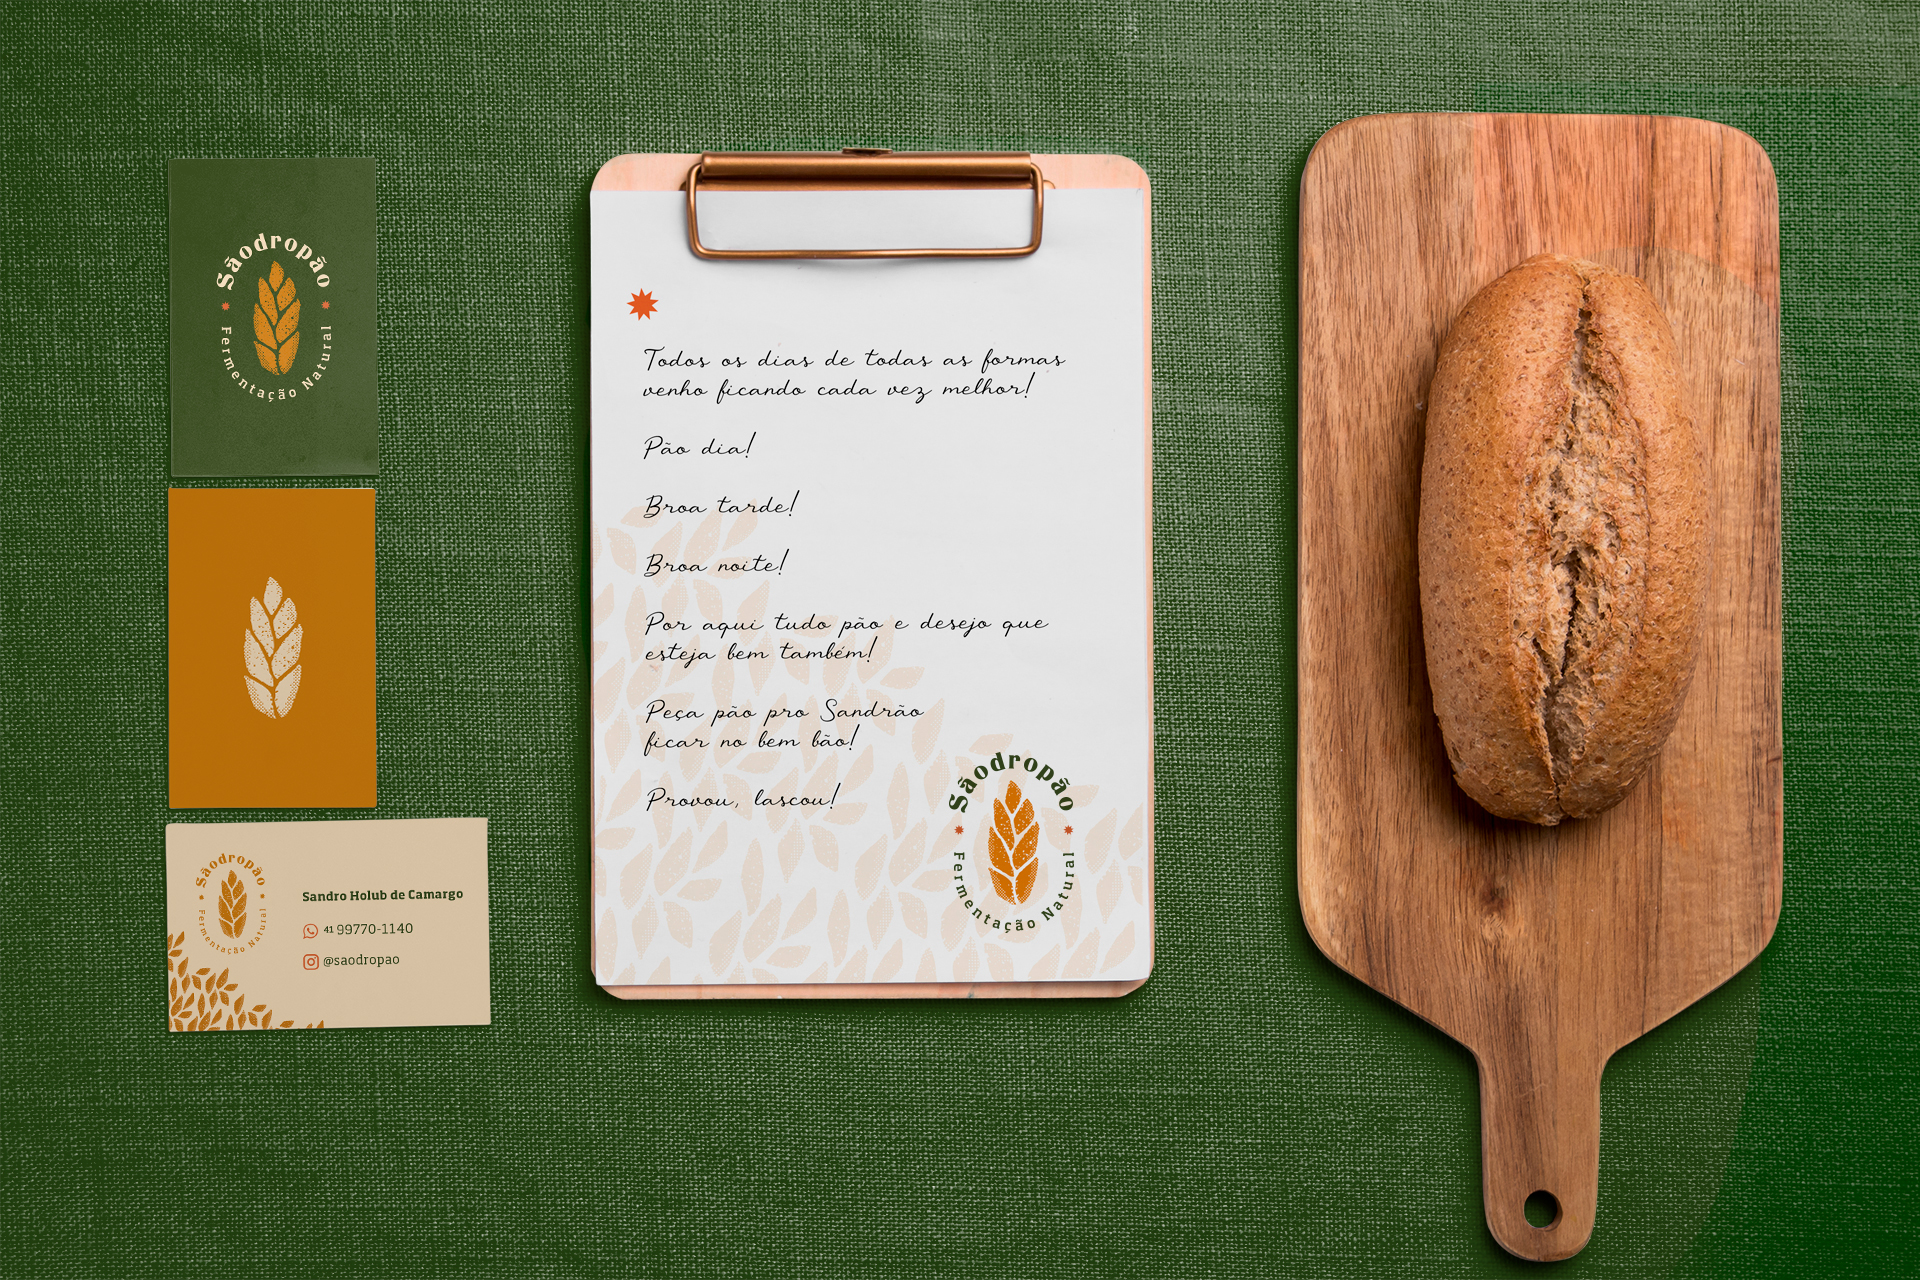 Sãodropão
Fermentação Natural
Sãodropão
Fermentação Natural
Sandro Holub de Camargo
41 99770-1140
@saodropao
Todos os dias de todas as formas
venho ficando cada vez melhor!
Pão dia!
Broa tarde!
Broa noite!
Por aqui tudo pão e desejo que
esteja bem também!
Peça pão pro Sandrão
ficar no bem bão!
Provou, lascou!
Sãodropão
Fermentação Natural